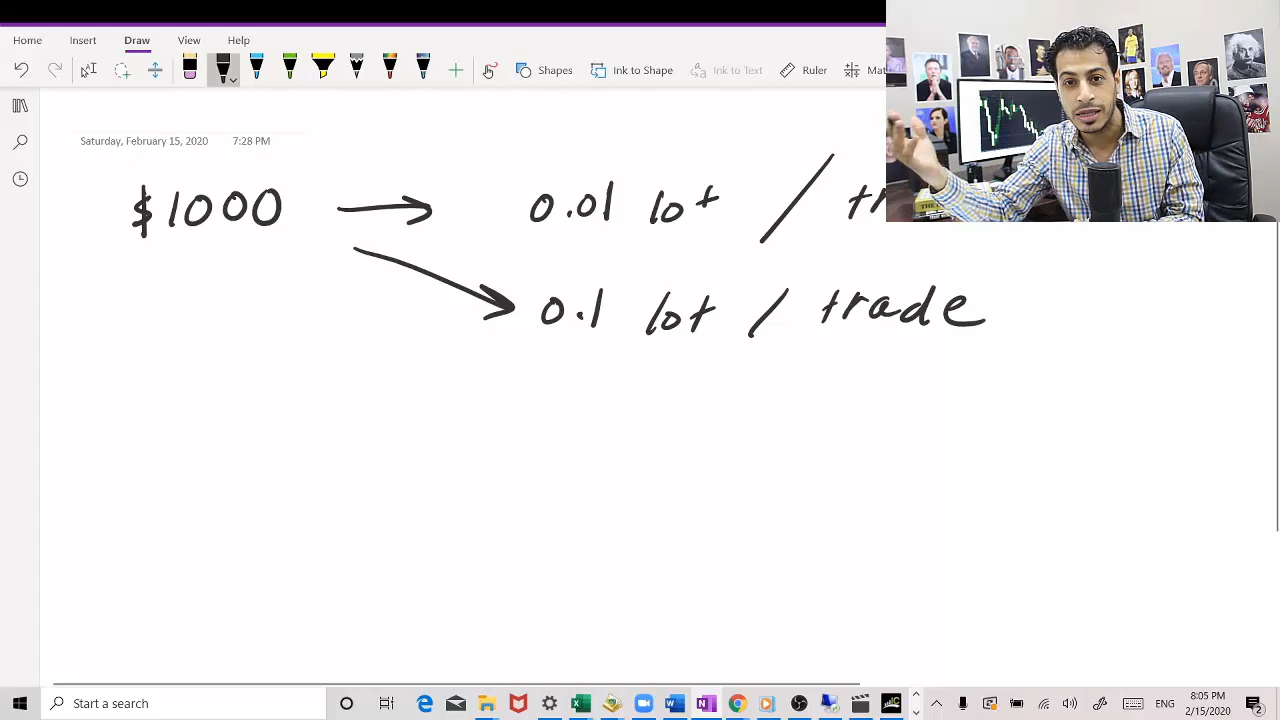 Home Insert Draw View Help
Shapes Ink to Shape Ink to Text Ruler
Saturday, February 15, 2020 7:28 PM
$1000 → 0.01 lot /
0.1 lot / trade
Start a search
8:05 PM
2/15/2020
2